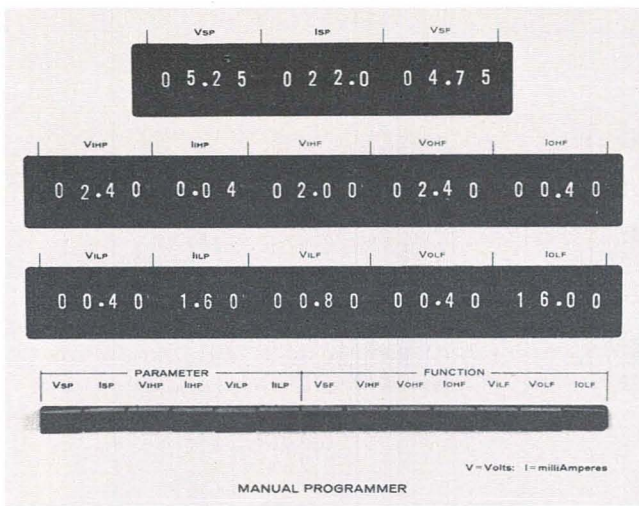 VSP ISP VSF
0 5.2 5 0 2 2.0 0 4.7 5
VIHP IIHP VIHF VOHF IOHF
0 2.4 0 0.0 4 0 2.0 0 0 2.4 0 0 0.4 0
VILP IILP VILF VOLF IOLF
0 0.4 0 1.6 0 0 0.8 0 0 0.4 0 1 6.0 0
PARAMETER FUNCTION
VSP ISP VIHP IIHP VILP IILP VSF VIHF VOHF IOHF VILF VOLF IOLF
V=Volts: I=milliAmperes
MANUAL PROGRAMMER